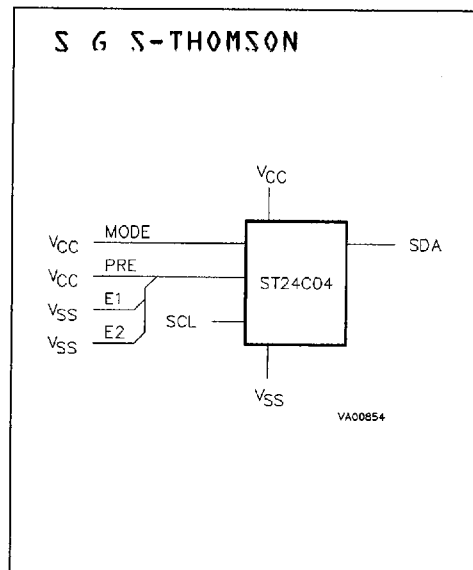 S G S-THOMSON
VCC
VCC MODE
SDA
VCC PRE
ST24C04
VSS E1
SCL
VSS E2
VSS
VA00854